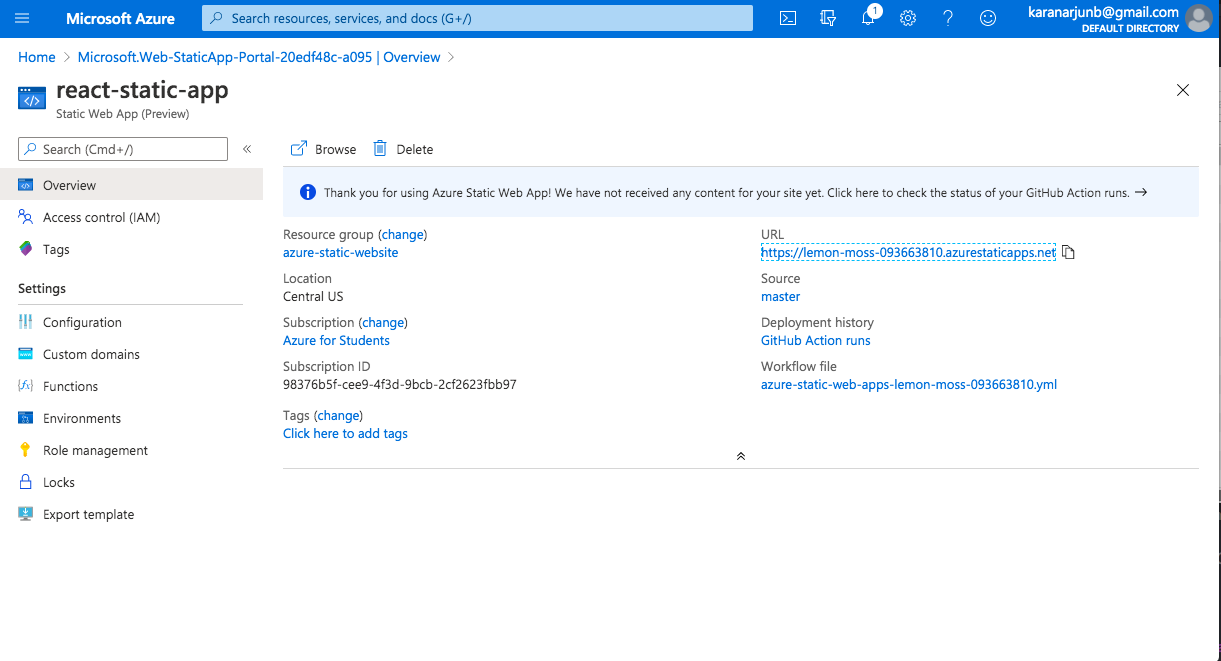 Microsoft Azure
Search resources, services, and docs (G+/)
1
karanarjunb@gmail.com
DEFAULT DIRECTORY
Home > Microsoft.Web-StaticApp-Portal-20edf48c-a095 | Overview >
react-static-app
Static Web App (Preview)
Search (Cmd+/)
«
Overview
Access control (IAM)
Tags
Settings
Configuration
Custom domains
Functions
Environments
Role management
Locks
Export template
Browse
Delete
Thank you for using Azure Static Web App! We have not received any content for your site yet. Click here to check the status of your GitHub Action runs. →
Resource group (change)
azure-static-website
Location
Central US
Subscription (change)
Azure for Students
Subscription ID
98376b5f-cee9-4f3d-9bcb-2cf2623fbb97
Tags (change)
Click here to add tags
URL
https://lemon-moss-093663810.azurestaticapps.net
Source
master
Deployment history
GitHub Action runs
Workflow file
azure-static-web-apps-lemon-moss-093663810.yml